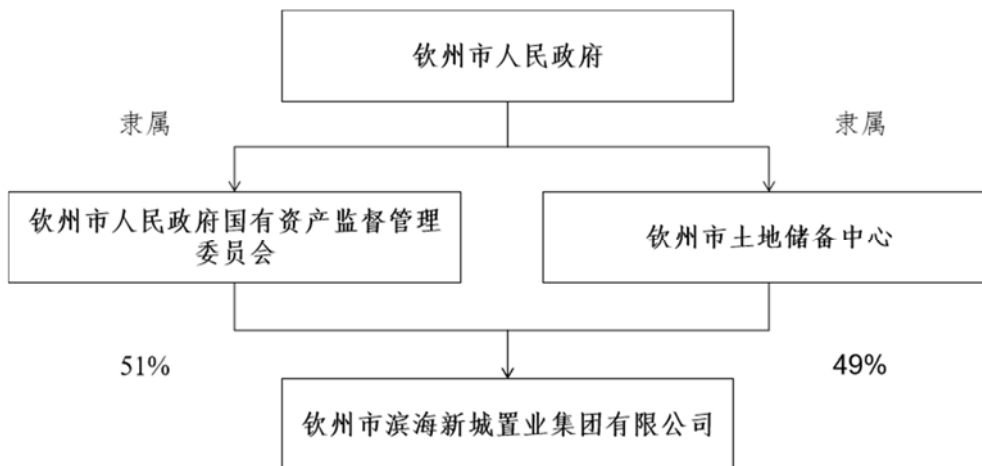 钦州市人民政府
隶属
隶属
钦州市人民政府国有资产监督管理
委员会
钦州市土地储备中心
51%
49%
钦州市滨海新城置业集团有限公司